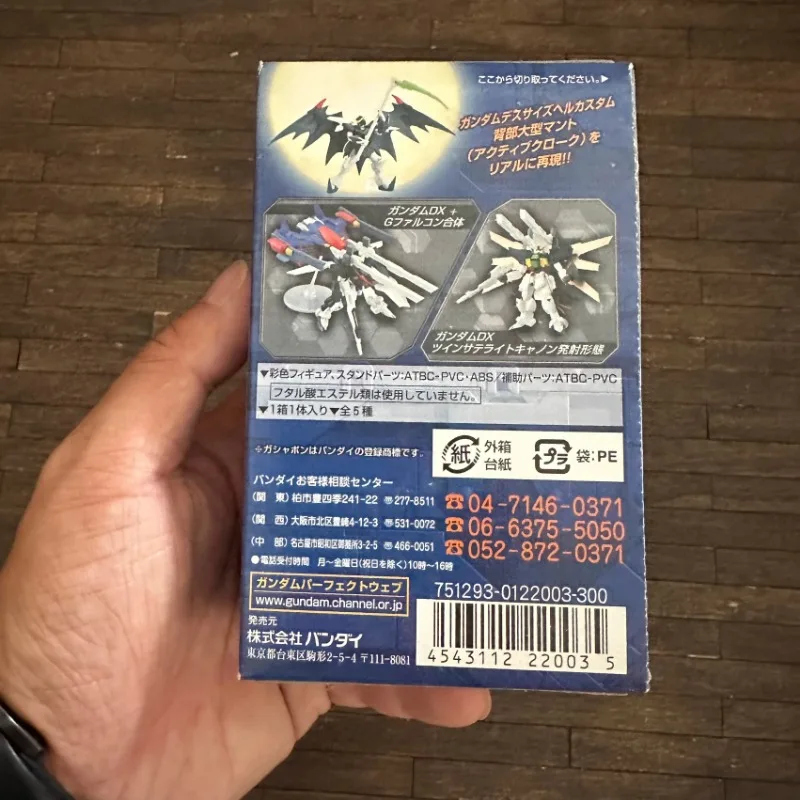 ここから切り取ってください。▶
ガンダムデスサイズヘルカスタム
背部大型マント
(アクティブクローク)を
リアルに再現!!
ガンダムDX +
Gファルコン合体
ガンダムDX
ツインサテライトキャノン発射形態
▼彩色フィギュア、スタンドパーツ:ATBC-PVC・ABS/補助パーツ:ATBC-PVC
フタル酸エステル類は使用していません。
▼1箱1体入り▼全5種
※ガシャポンはバンダイの登録商標です。
紙 外箱
台紙
プラ 袋:PE
バンダイお客様相談センター
(関 東)柏市豊四季241-22 〠277-8511 ☎04-7146-0371
(関 西)大阪市北区豊崎4-12-3 〠531-0072 ☎06-6375-5050
(中 部)名古屋市昭和区御器所3-2-5 〠466-0051 ☎052-872-0371
●電話受付時間 月~金曜日(祝日を除く)10時~16時
ガンダムパーフェクトウェブ
www.gundam.channel.or.jp
751293-0122003-300
発売元
株式会社 バンダイ
東京都台東区駒形2-5-4 〒111-8081
4543112 22003 5